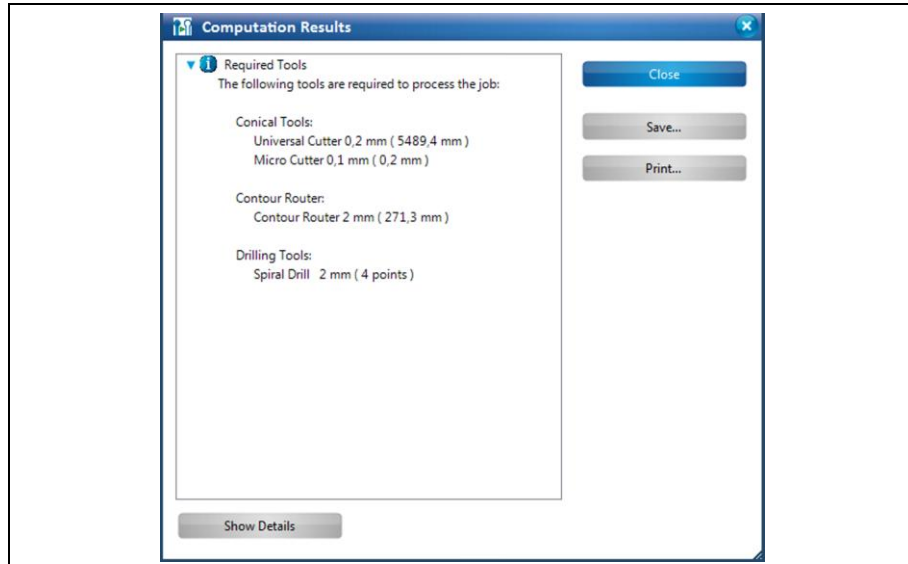 Computation Results
Required Tools
The following tools are required to process the job:
Conical Tools:
Universal Cutter 0,2 mm ( 5489,4 mm )
Micro Cutter 0,1 mm ( 0,2 mm )
Contour Router:
Contour Router 2 mm ( 271,3 mm )
Drilling Tools:
Spiral Drill 2 mm ( 4 points )
Close
Save...
Print...
Show Details